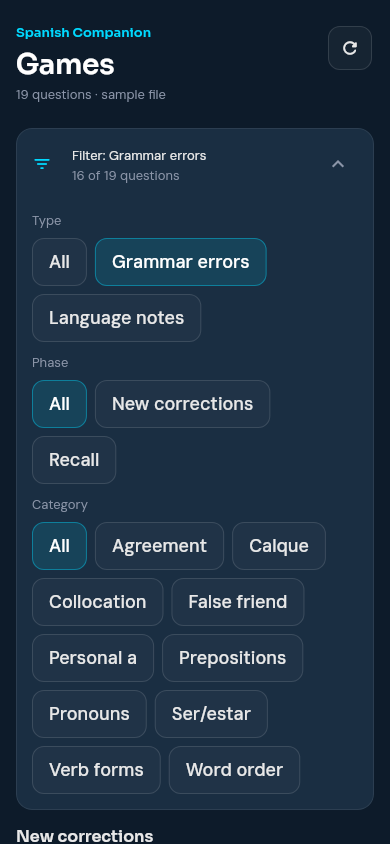 Spanish Companion
Games
19 questions · sample file
Filter: Grammar errors
16 of 19 questions
Type
All
Grammar errors
Language notes
Phase
All
New corrections
Recall
Category
All
Agreement
Calque
Collocation
False friend
Personal a
Prepositions
Pronouns
Ser/estar
Verb forms
Word order
New corrections